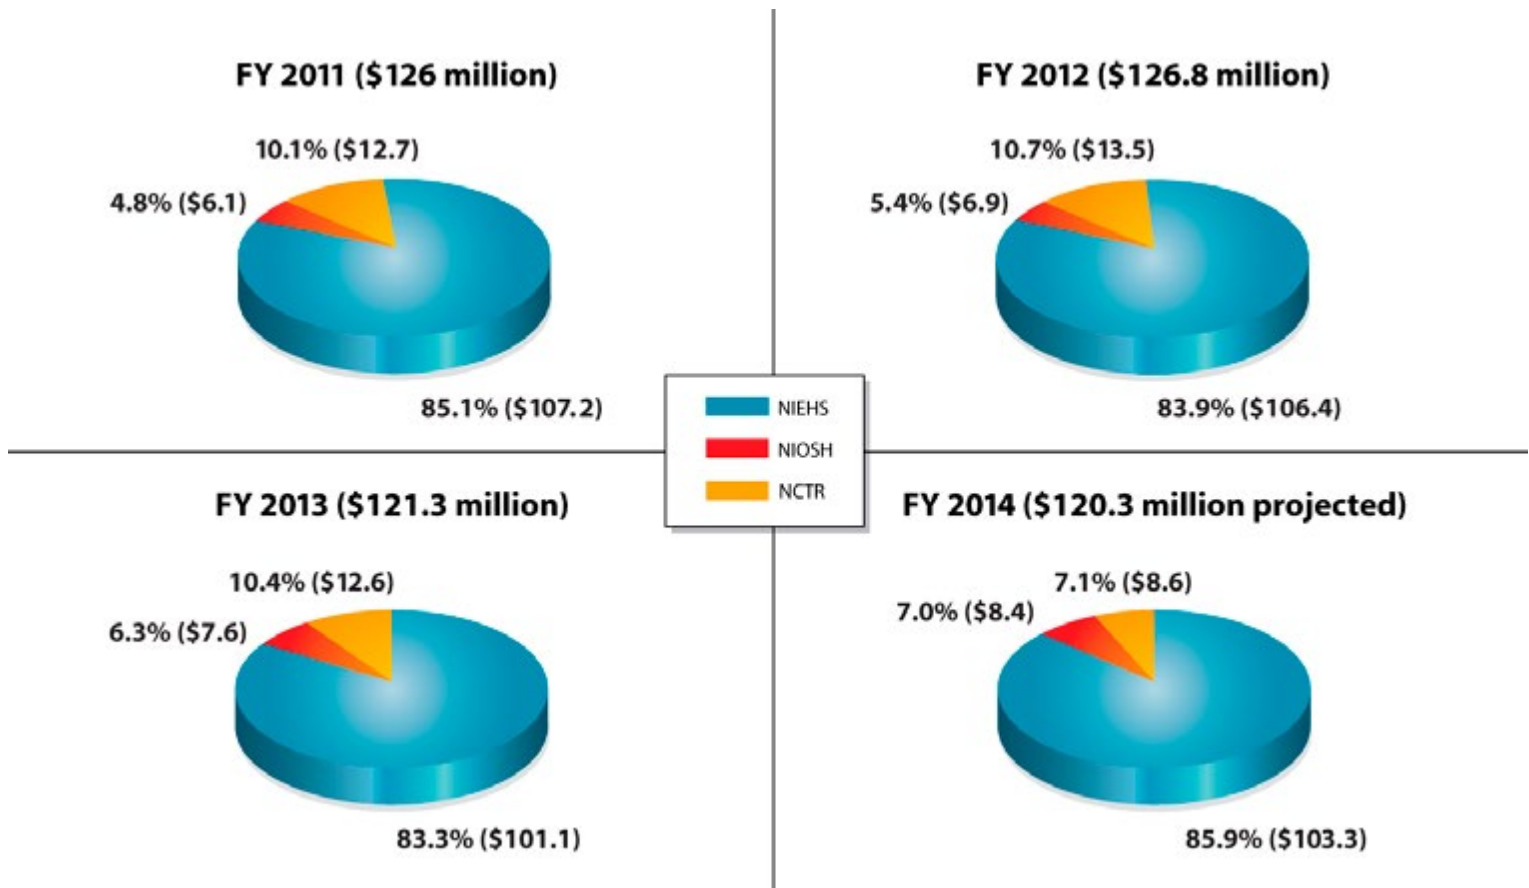 FY 2011 ($126 million)
10.1% ($12.7)
4.8% ($6.1)
85.1% ($107.2)
FY 2012 ($126.8 million)
10.7% ($13.5)
5.4% ($6.9)
83.9% ($106.4)
NIEHS
NIOSH
NCTR
FY 2013 ($121.3 million)
10.4% ($12.6)
6.3% ($7.6)
83.3% ($101.1)
FY 2014 ($120.3 million projected)
7.1% ($8.6)
7.0% ($8.4)
85.9% ($103.3)